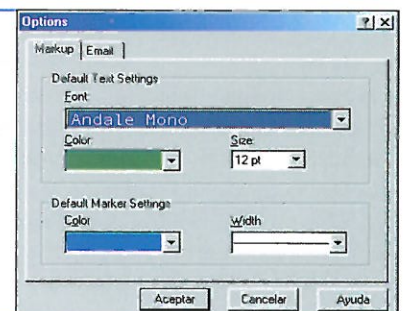 Options
Markup Email
Default Text Settings
Font:
Andale Mono
Color: Size:
12 pt
Default Marker Settings
Color Width
Aceptar Cancelar Ayuda